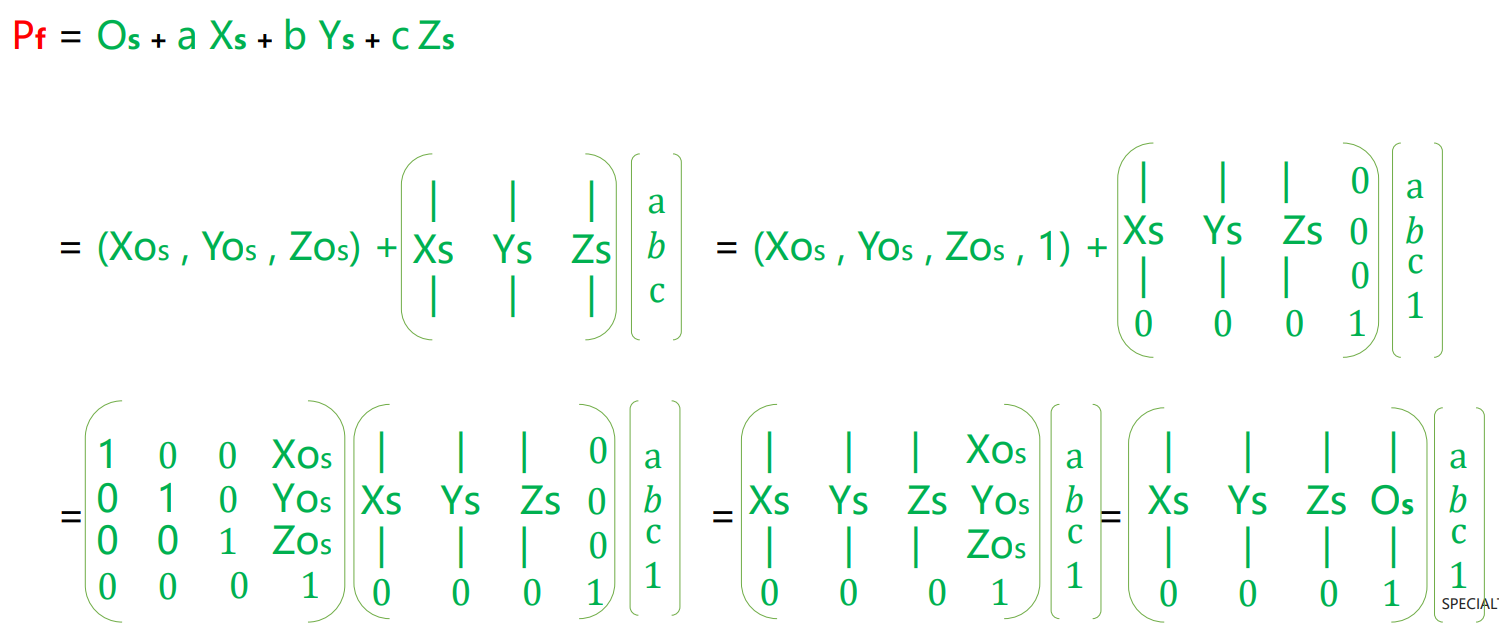 Pf = Os + a Xs + b Ys + c Zs
| | | a | | | 0 a
= (Xos , Yos , Zos) + Xs Ys Zs b = (Xos , Yos , Zos , 1) + Xs Ys Zs 0 b
| | | c | | | 0 c
0 0 0 1 1
1 0 0 Xos | | | 0 a | | | Xos a | | | | a
= 0 1 0 Yos Xs Ys Zs 0 b = Xs Ys Zs Yos b = Xs Ys Zs Os b
0 0 1 Zos | | | 0 c | | | Zos c | | | | c
0 0 0 1 0 0 0 1 1 0 0 0 1 1 0 0 0 1 1
SPECIALT